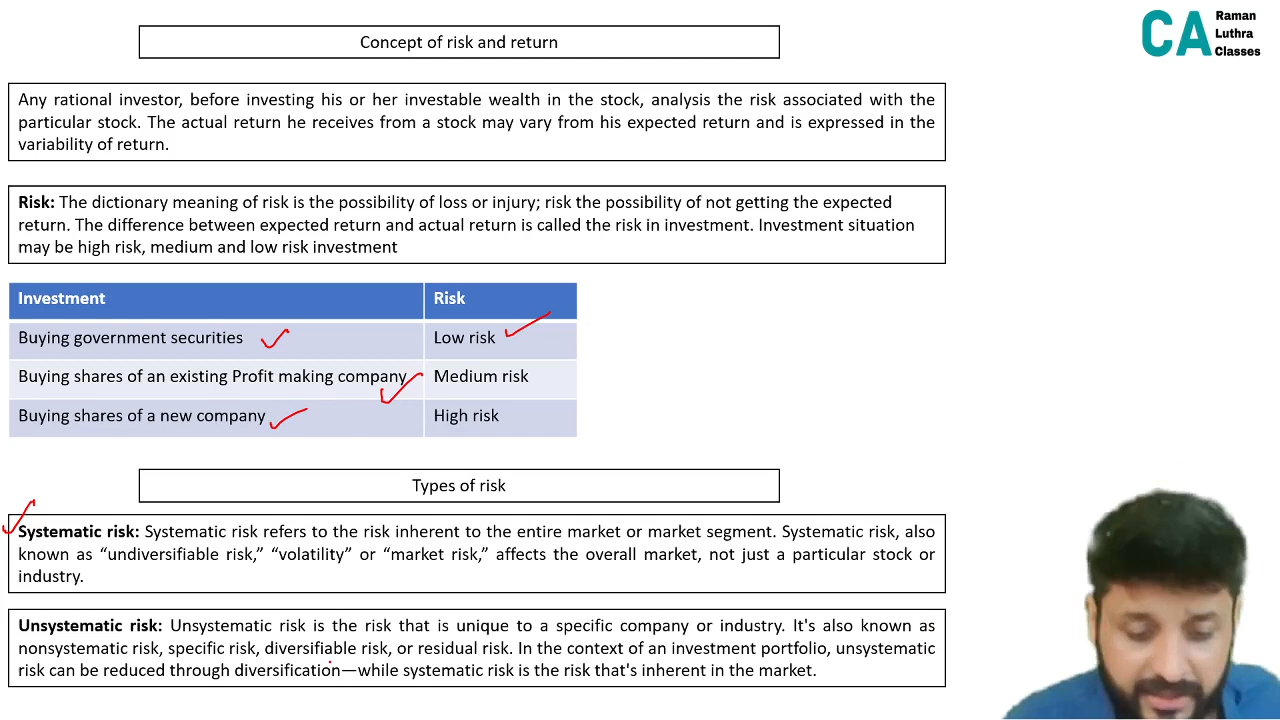 CA Raman
Luthra
Classes
Concept of risk and return
Any rational investor, before investing his or her investable wealth in the stock, analysis the risk associated with the
particular stock. The actual return he receives from a stock may vary from his expected return and is expressed in the
variability of return.
Risk: The dictionary meaning of risk is the possibility of loss or injury; risk the possibility of not getting the expected
return. The difference between expected return and actual return is called the risk in investment. Investment situation
may be high risk, medium and low risk investment
Investment Risk
Buying government securities Low risk
Buying shares of an existing Profit making company Medium risk
Buying shares of a new company High risk
Types of risk
Systematic risk: Systematic risk refers to the risk inherent to the entire market or market segment. Systematic risk, also
known as “undiversifiable risk,” “volatility” or “market risk,” affects the overall market, not just a particular stock or
industry.
Unsystematic risk: Unsystematic risk is the risk that is unique to a specific company or industry. It's also known as
nonsystematic risk, specific risk, diversifiable risk, or residual risk. In the context of an investment portfolio, unsystematic
risk can be reduced through diversification—while systematic risk is the risk that's inherent in the market.